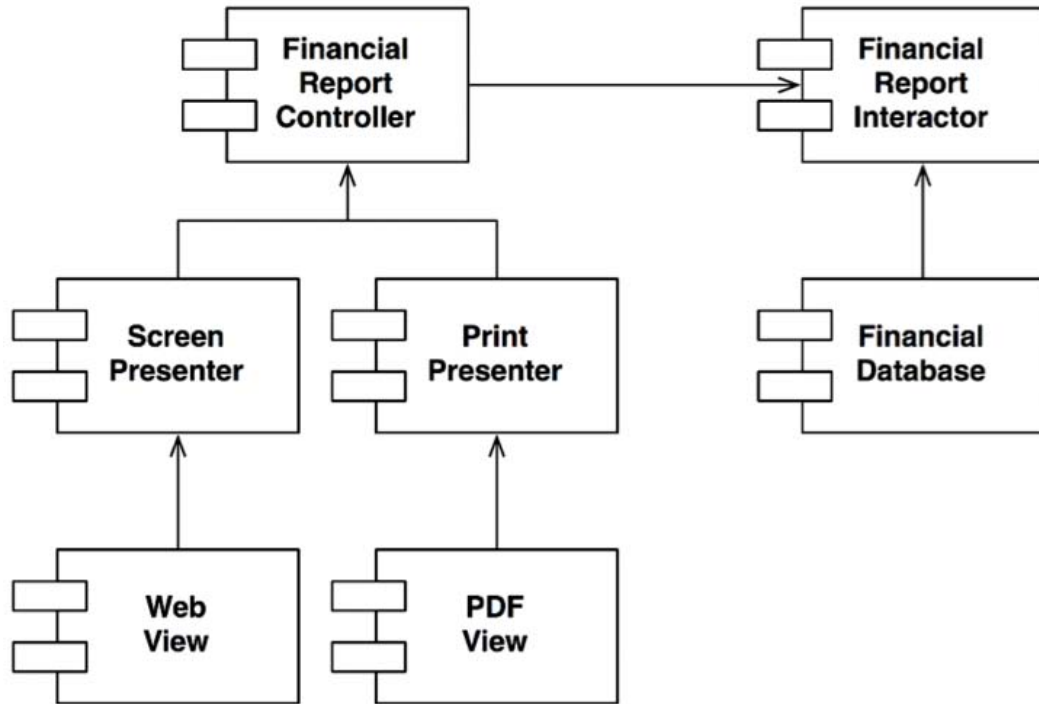 Financial
Report
Controller
Financial
Report
Interactor
Screen
Presenter
Print
Presenter
Financial
Database
Web
View
PDF
View